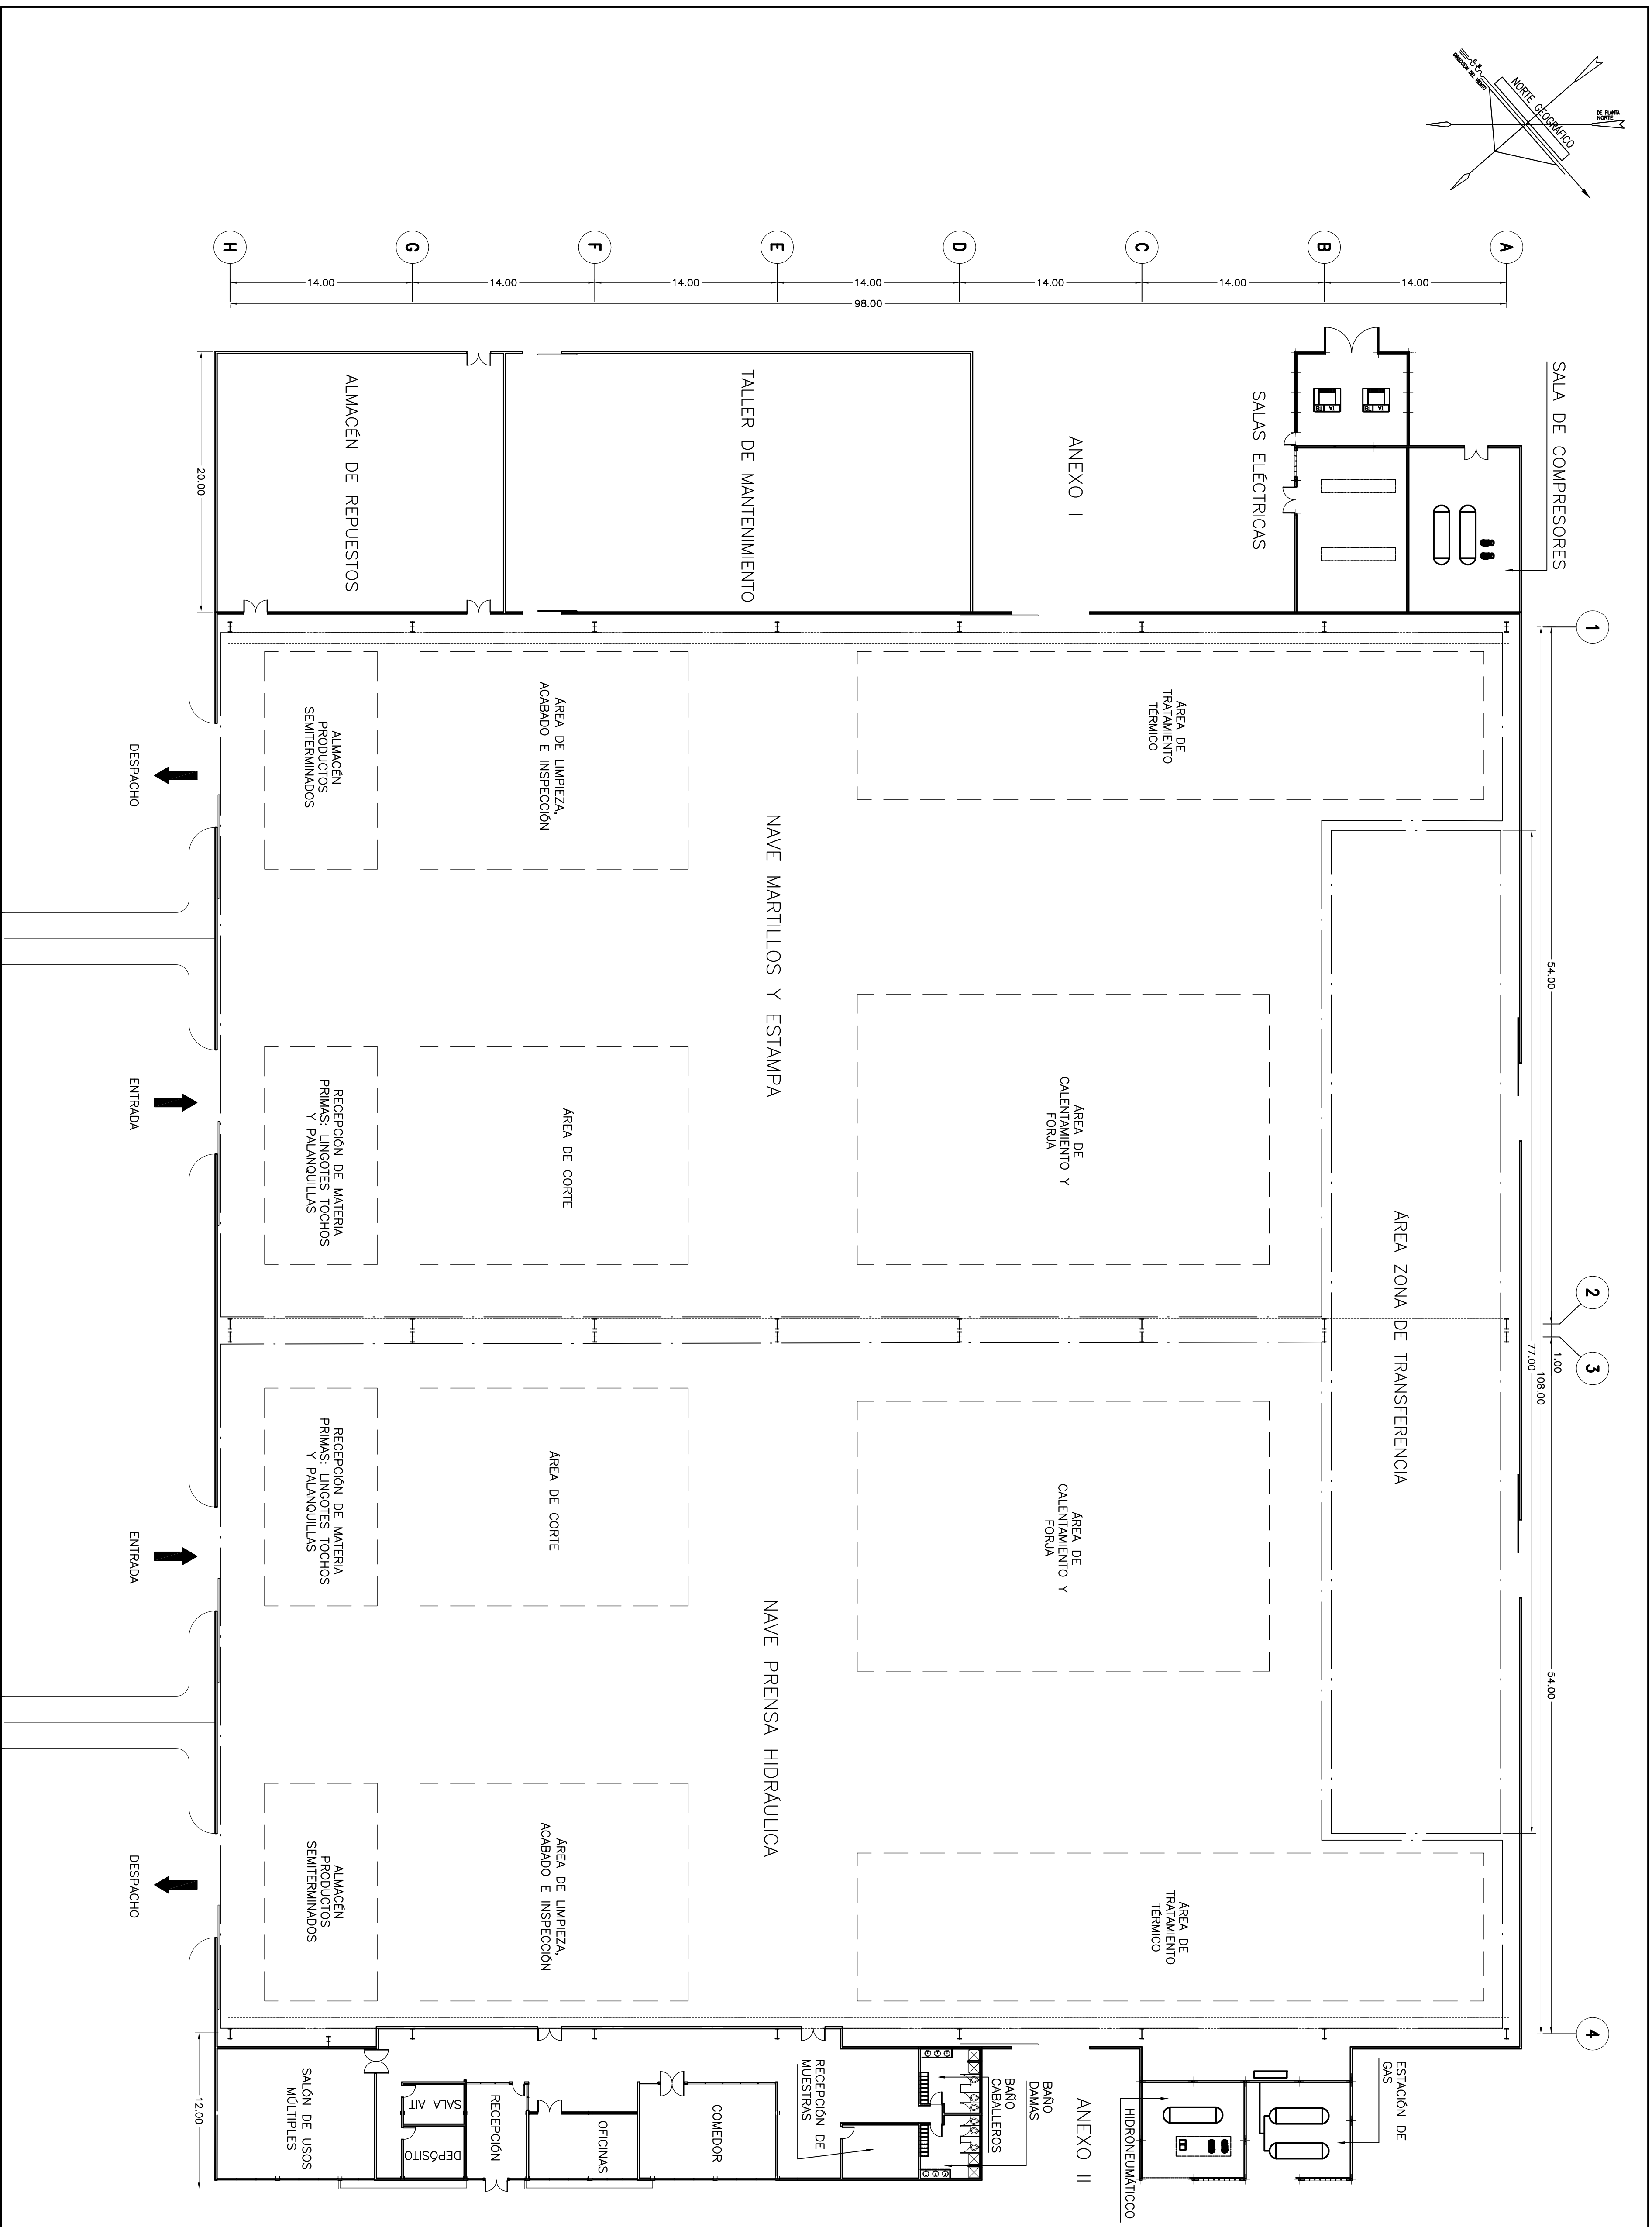 NORTE GEOGRÁFICO
DE PLANTA
NORTE
DIRECCIÓN DEL VIENTO
H
G
F
E
D
C
B
A
14.00
14.00
14.00
14.00
14.00
14.00
14.00
98.00
SALA DE COMPRESORES
SALAS ELÉCTRICAS
ANEXO I
TALLER DE MANTENIMIENTO
ALMACÉN DE REPUESTOS
20.00
1
2
3
4
54.00
1.00
54.00
108.00
77.00
ÁREA ZONA DE TRANSFERENCIA
ÁREA DE
TRATAMIENTO
TÉRMICO
ÁREA DE LIMPIEZA,
ACABADO E INSPECCIÓN
ALMACÉN
PRODUCTOS
SEMITERMINADOS
DESPACHO
NAVE MARTILLOS Y ESTAMPA
ÁREA DE
CALENTAMIENTO Y
FORJA
ÁREA DE CORTE
RECEPCIÓN DE MATERIA
PRIMAS: LINGOTES TOCHOS
Y PALANQUILLAS
ENTRADA
ÁREA DE
CALENTAMIENTO Y
FORJA
ÁREA DE CORTE
RECEPCIÓN DE MATERIA
PRIMAS: LINGOTES TOCHOS
Y PALANQUILLAS
ENTRADA
NAVE PRENSA HIDRÁULICA
ÁREA DE
TRATAMIENTO
TÉRMICO
ÁREA DE LIMPIEZA,
ACABADO E INSPECCIÓN
ALMACÉN
PRODUCTOS
SEMITERMINADOS
DESPACHO
ESTACIÓN DE
GAS
HIDRONEUMÁTICCO
ANEXO II
BAÑO
DAMAS
BAÑO
CABALLEROS
RECEPCIÓN DE
MUESTRAS
COMEDOR
OFICINAS
RECEPCIÓN
SALA AIT
DEPÓSITO
SALÓN DE USOS
MÚLTIPLES
12.00